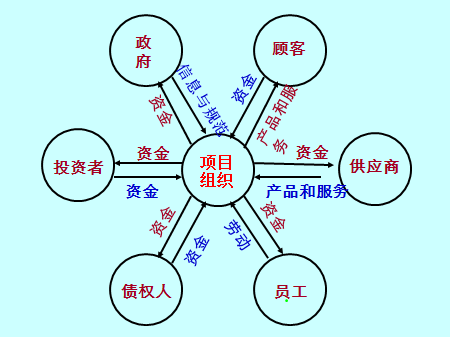 政
府
顾客
信息与规范
资金
资金
产品和服
务
投资者
资金
资金
项目
组织
资金
产品和服务
供应商
资金
资金
劳动
资金
债权人
员工